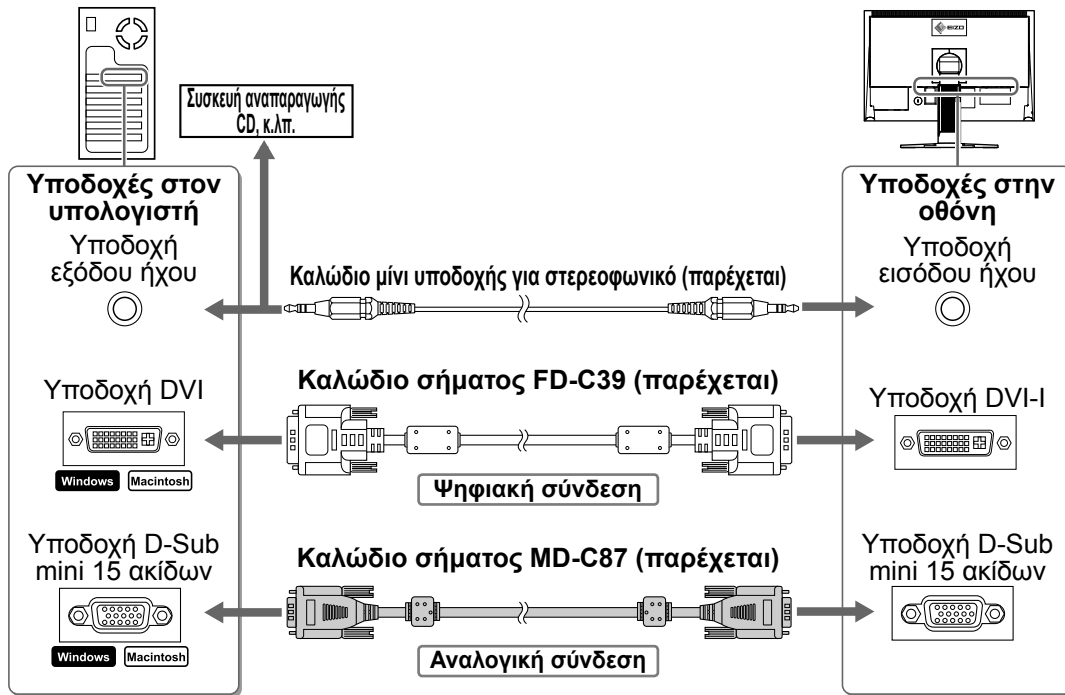 EIZO
Συσκευή αναπαραγωγής
CD, κ.λπ.
Υποδοχές στον
υπολογιστή
Υποδοχή
εξόδου ήχου
Υποδοχές στην
οθόνη
Υποδοχή
εισόδου ήχου
Καλώδιο μίνι υποδοχής για στερεοφωνικό (παρέχεται)
Υποδοχή DVI
Windows Macintosh
Καλώδιο σήματος FD-C39 (παρέχεται)
Ψηφιακή σύνδεση
Υποδοχή DVI-I
Υποδοχή D-Sub
mini 15 ακίδων
Windows Macintosh
Καλώδιο σήματος MD-C87 (παρέχεται)
Αναλογική σύνδεση
Υποδοχή D-Sub
mini 15 ακίδων